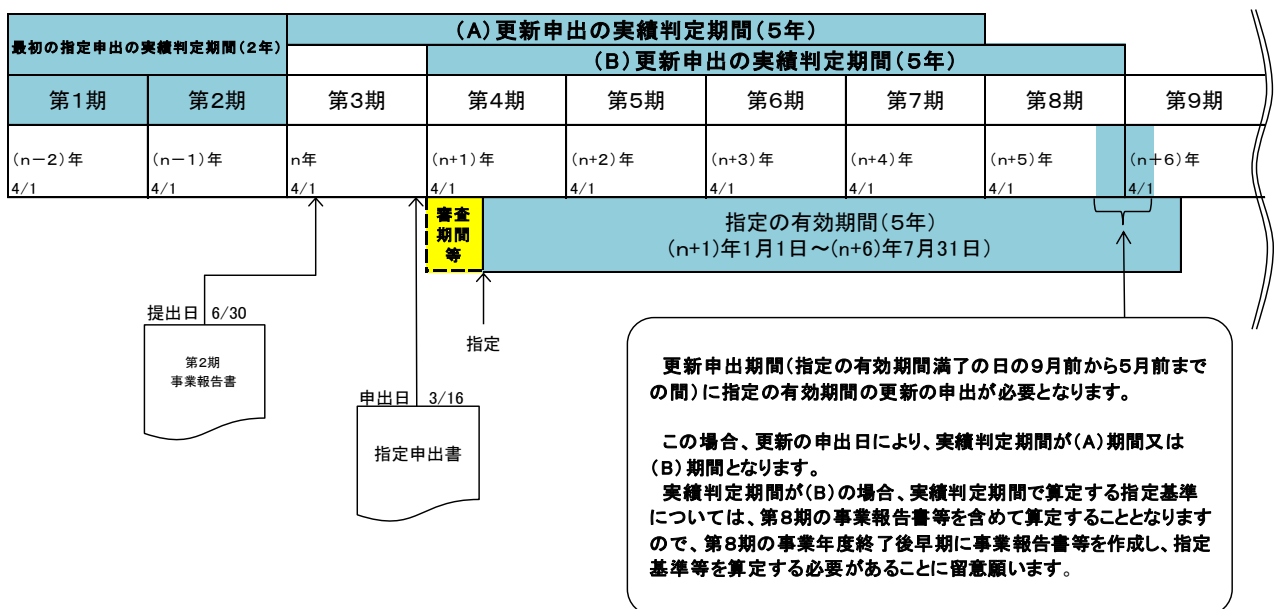 最初の指定申出の実績判定期間(2年)
(A)更新申出の実績判定期間(5年)
(B)更新申出の実績判定期間(5年)
第1期 第2期 第3期 第4期 第5期 第6期 第7期 第8期 第9期
(n-2)年 (n-1)年 n年 (n+1)年 (n+2)年 (n+3)年 (n+4)年 (n+5)年 (n+6)年
4/1 4/1 4/1 4/1 4/1 4/1 4/1 4/1 4/1
審査
期間
等
指定の有効期間(5年)
(n+1)年1月1日~(n+6)年7月31日)
提出日 6/30
第2期
事業報告書
指定
申出日 3/16
指定申出書
更新申出期間(指定の有効期間満了の日の9月前から5月前まで
の間)に指定の有効期間の更新の申出が必要となります。
この場合、更新の申出日により、実績判定期間が(A)期間又は
(B)期間となります。
実績判定期間が(B)の場合、実績判定期間で算定する指定基準
については、第8期の事業報告書等を含めて算定することとなります
ので、第8期の事業年度終了後早期に事業報告書等を作成し、指定
基準等を算定する必要があることに留意願います。